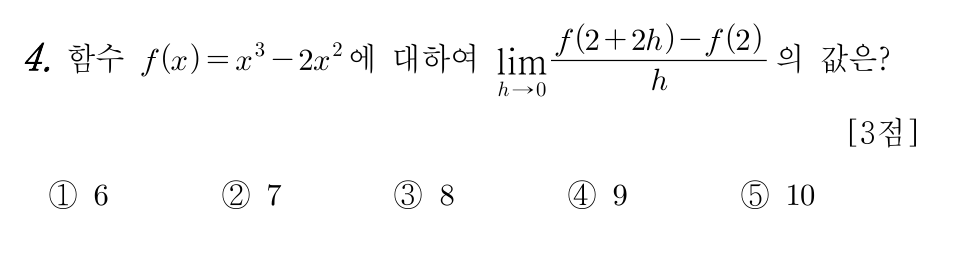 4. 함수 f(x)=x³-2x²에 대하여 lim_{h→0} \frac{f(2+2h)-f(2)}{h} 의 값은?
[3점]
① 6 ② 7 ③ 8 ④ 9 ⑤ 10